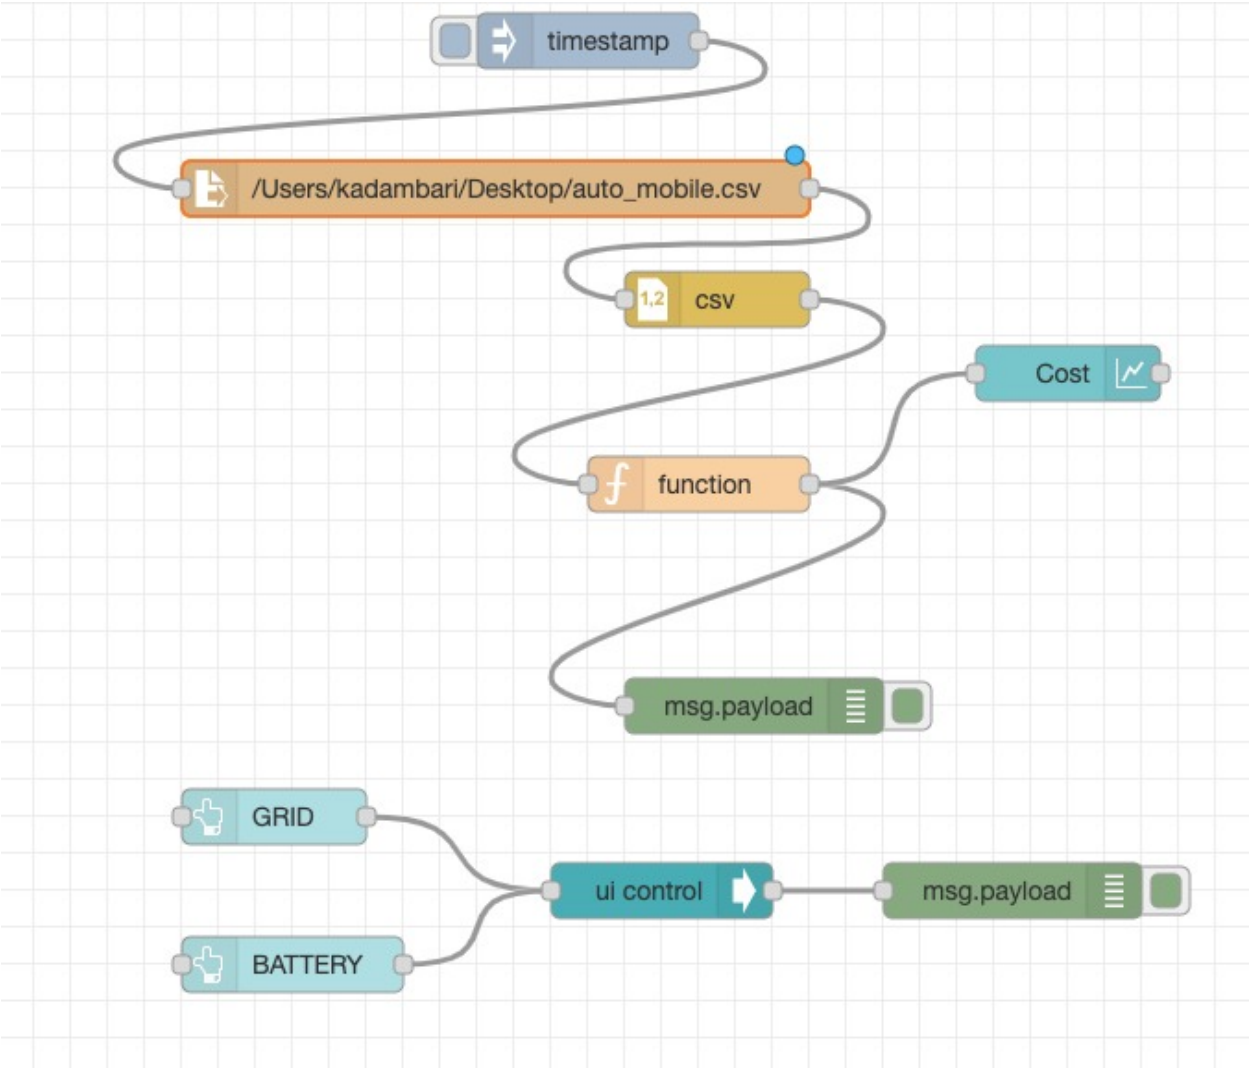 timestamp
/Users/kadambari/Desktop/auto_mobile.csv
1,2 csv
Cost
function
msg.payload
GRID
ui control
msg.payload
BATTERY